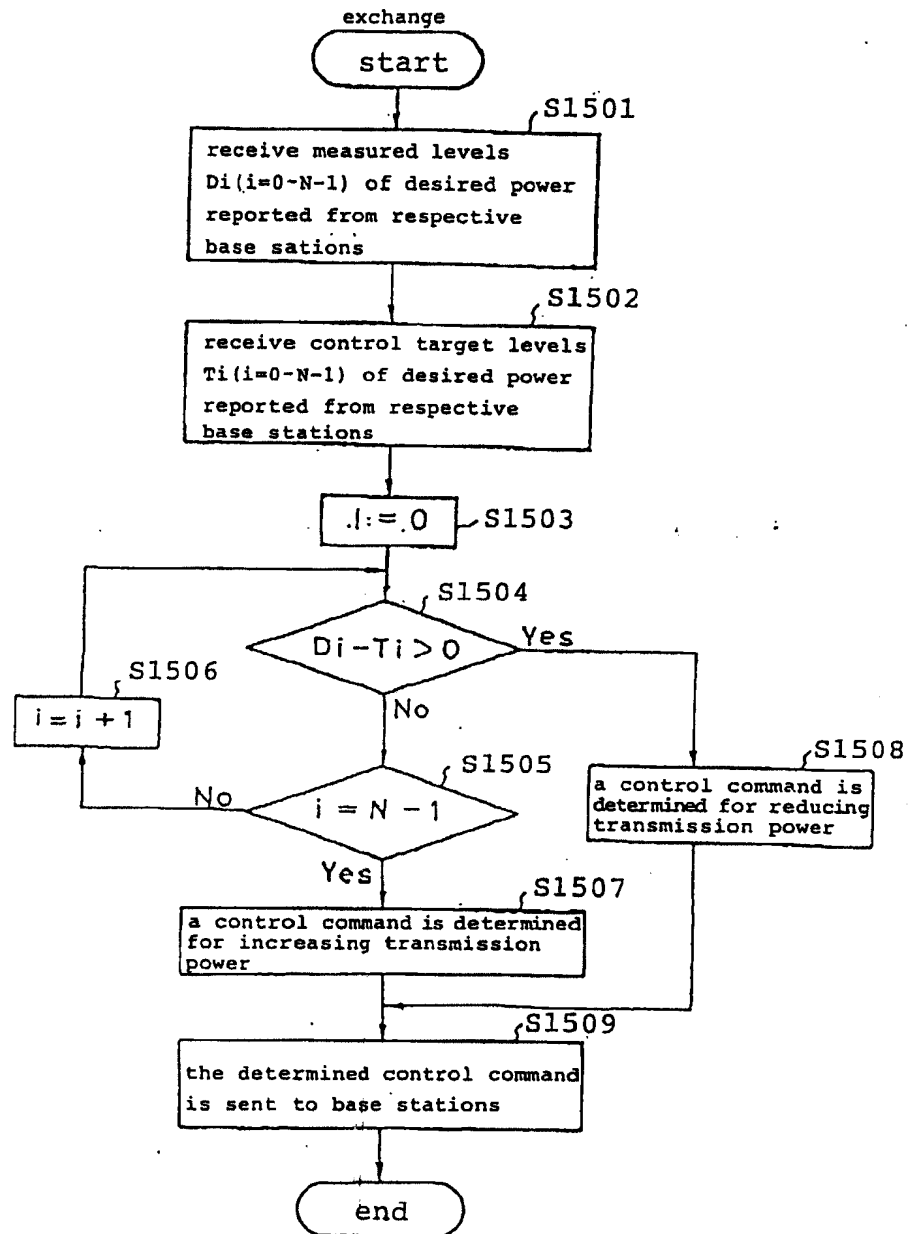 exchange
start
S1501
receive measured levels
Di(i=0~N-1) of desired power
reported from respective
base sations
S1502
receive control target levels
Ti(i=0~N-1) of desired power
reported from respective
base stations
I:= 0
S1503
S1504
Di-Ti>0
Yes
S1506
i=i+1
No
S1505
S1508
No
i=N-1
a control command is
determined for reducing
transmission power
Yes
S1507
a control command is determined
for increasing transmission
power
S1509
the determined control command
is sent to base stations
end